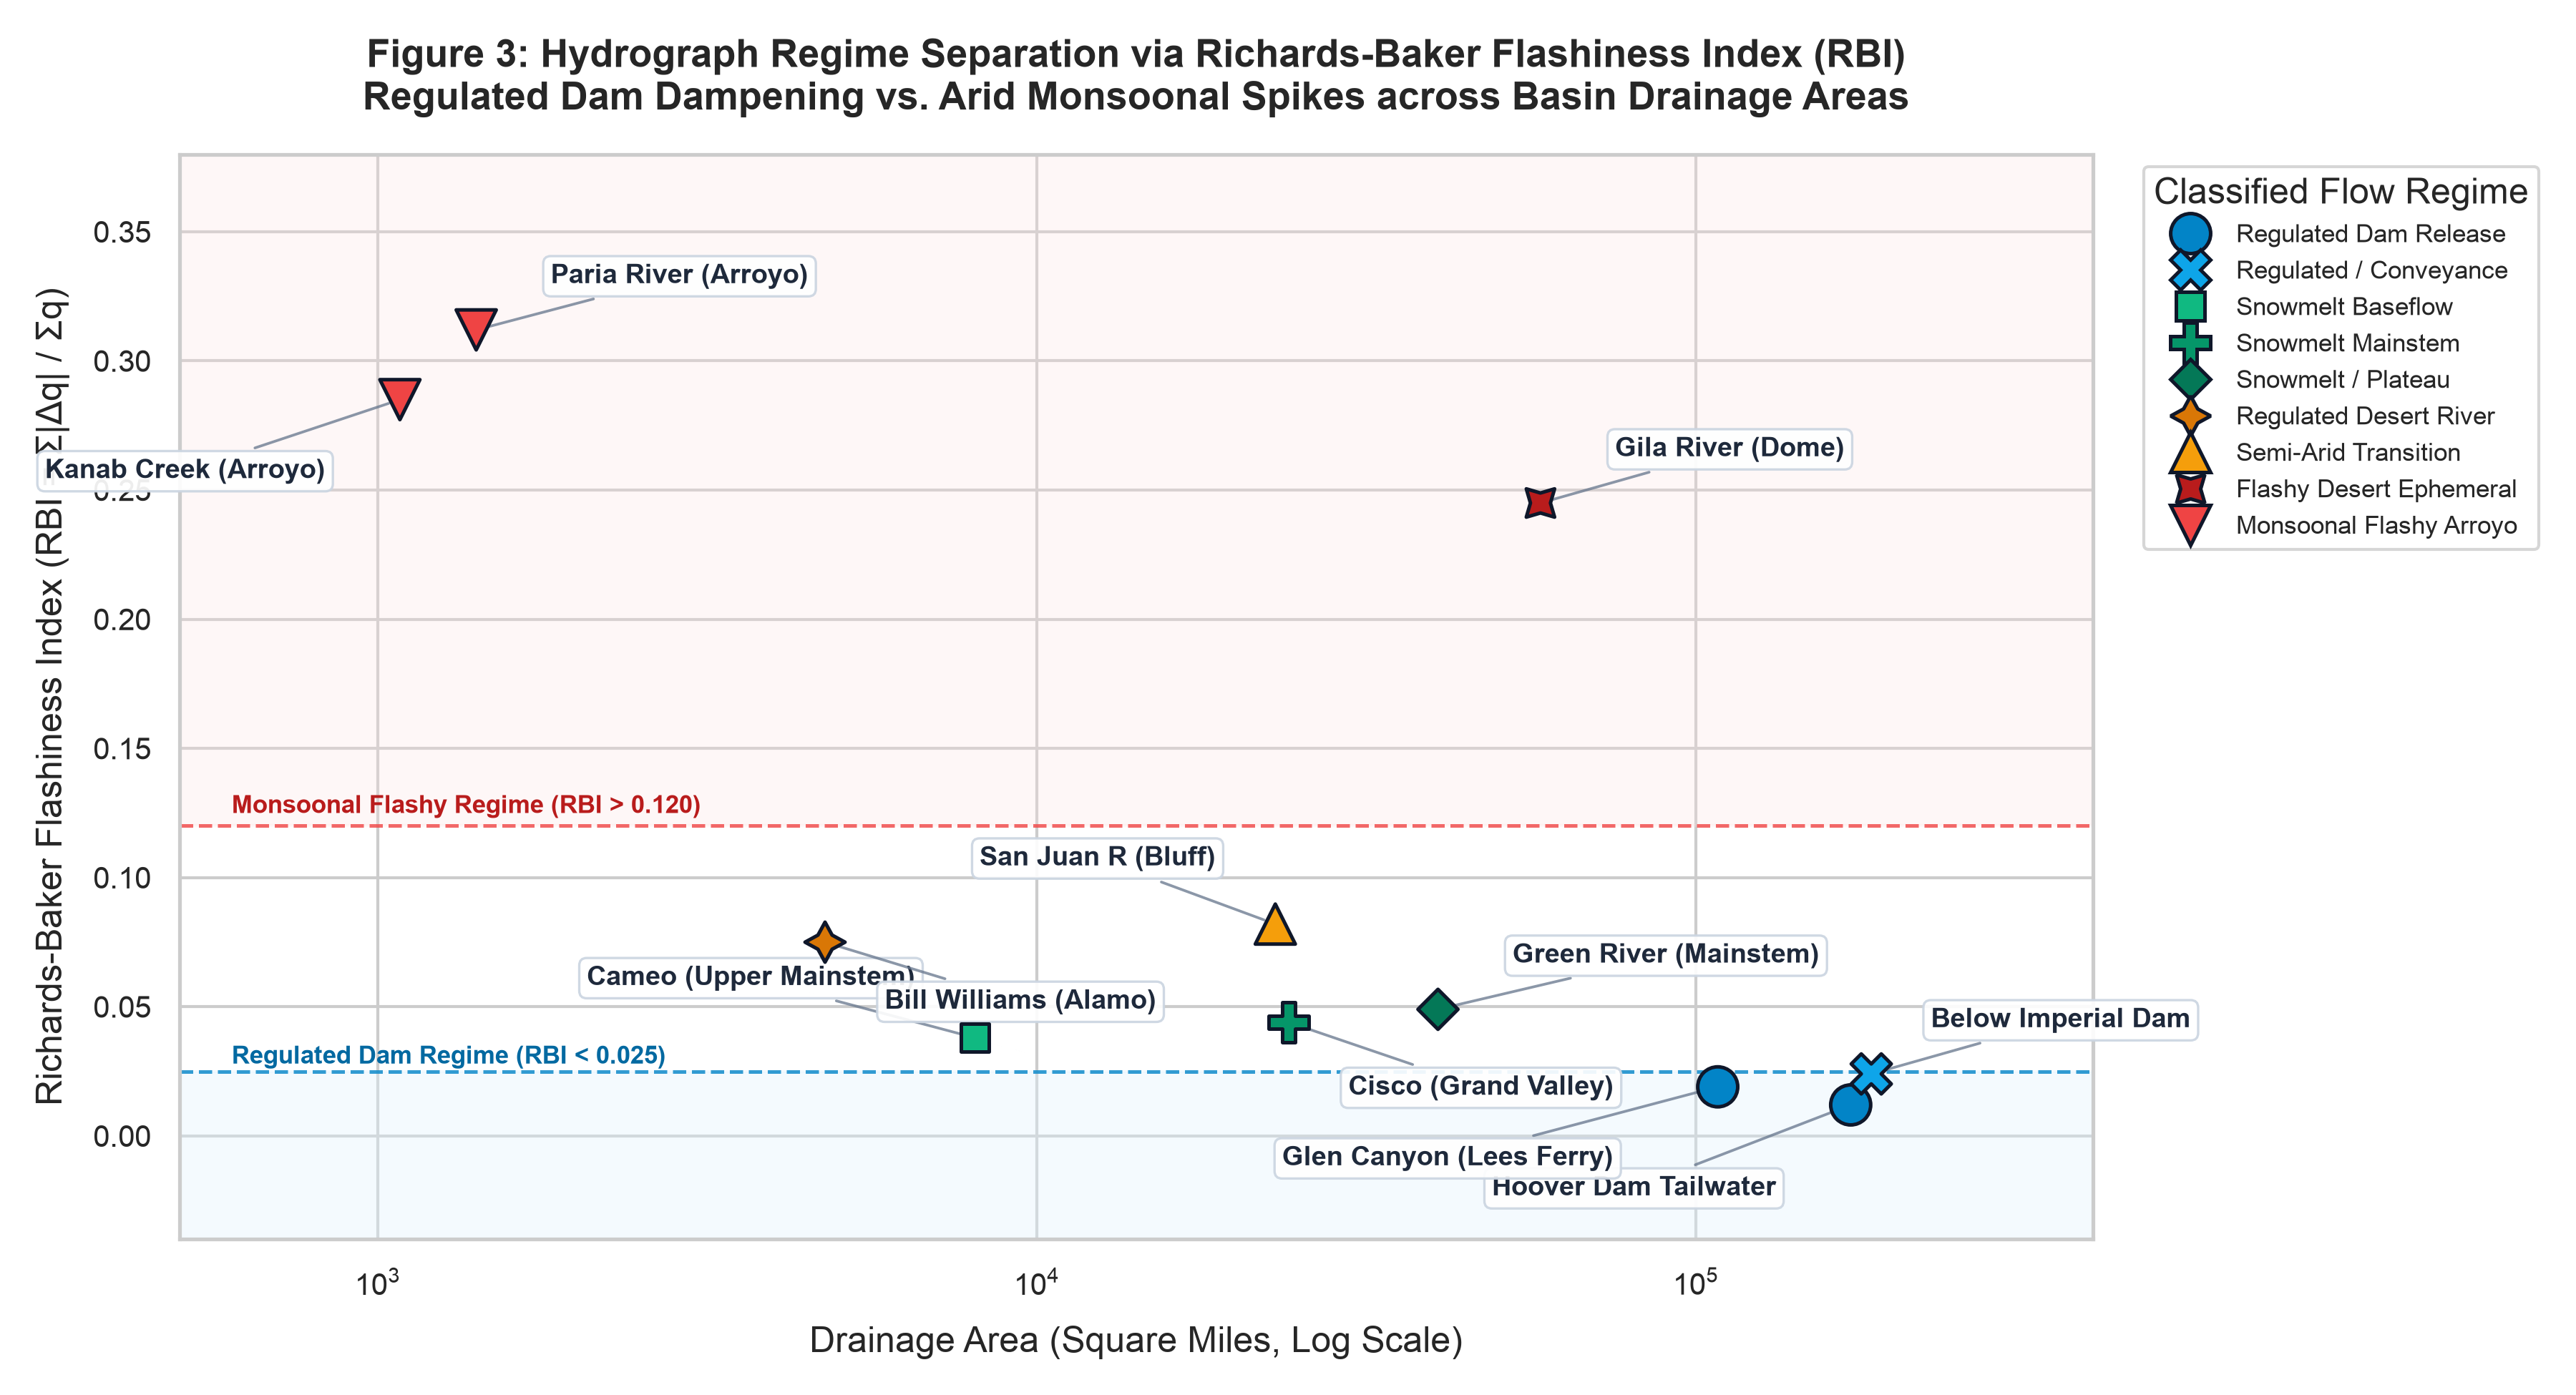 Figure 3: Hydrograph Regime Separation via Richards-Baker Flashiness Index (RBI)
Regulated Dam Dampening vs. Arid Monsoonal Spikes across Basin Drainage Areas
Richards-Baker Flashiness Index (RBI Σ|Δq| / Σq)
0.35
0.30
0.25
0.20
0.15
0.10
0.05
0.00
Paria River (Arroyo)
Kanab Creek (Arroyo)
Gila River (Dome)
Monsoonal Flashy Regime (RBI > 0.120)
San Juan R (Bluff)
Green River (Mainstem)
Cameo (Upper Mainstem)
Bill Williams (Alamo)
Below Imperial Dam
Regulated Dam Regime (RBI < 0.025)
Cisco (Grand Valley)
Glen Canyon (Lees Ferry)
Hoover Dam Tailwater
10³
10⁴
10⁵
Drainage Area (Square Miles, Log Scale)
Classified Flow Regime
Regulated Dam Release
Regulated / Conveyance
Snowmelt Baseflow
Snowmelt Mainstem
Snowmelt / Plateau
Regulated Desert River
Semi-Arid Transition
Flashy Desert Ephemeral
Monsoonal Flashy Arroyo